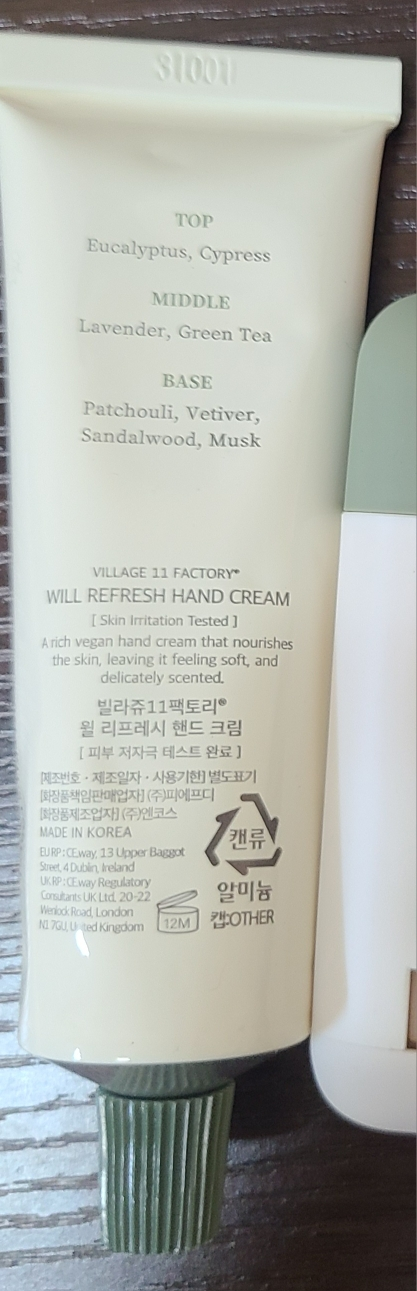 31001
TOP
Eucalyptus, Cypress
MIDDLE
Lavender, Green Tea
BASE
Patchouli, Vetiver,
Sandalwood, Musk
VILLAGE 11 FACTORY®
WILL REFRESH HAND CREAM
[ Skin Irritation Tested ]
A rich vegan hand cream that nourishes
the skin, leaving it feeling soft, and
delicately scented.
빌라쥬11팩토리®
윌 리프레시 핸드 크림
[ 피부 저자극 테스트 완료 ]
[제조번호・제조일자・사용기한] 별도표기
[화장품책임판매업자] (주)피에프디
[화장품제조업자] (주)엔코스
MADE IN KOREA
EU RP : CE.way, 13 Upper Baggot
Street, 4 Dublin, Ireland
UK RP : CE.way Regulatory
Consultants UK Ltd. 20-22
Wenlock Road, London
N1 7GU, United Kingdom
12M
캔류
알미늄
캡:OTHER